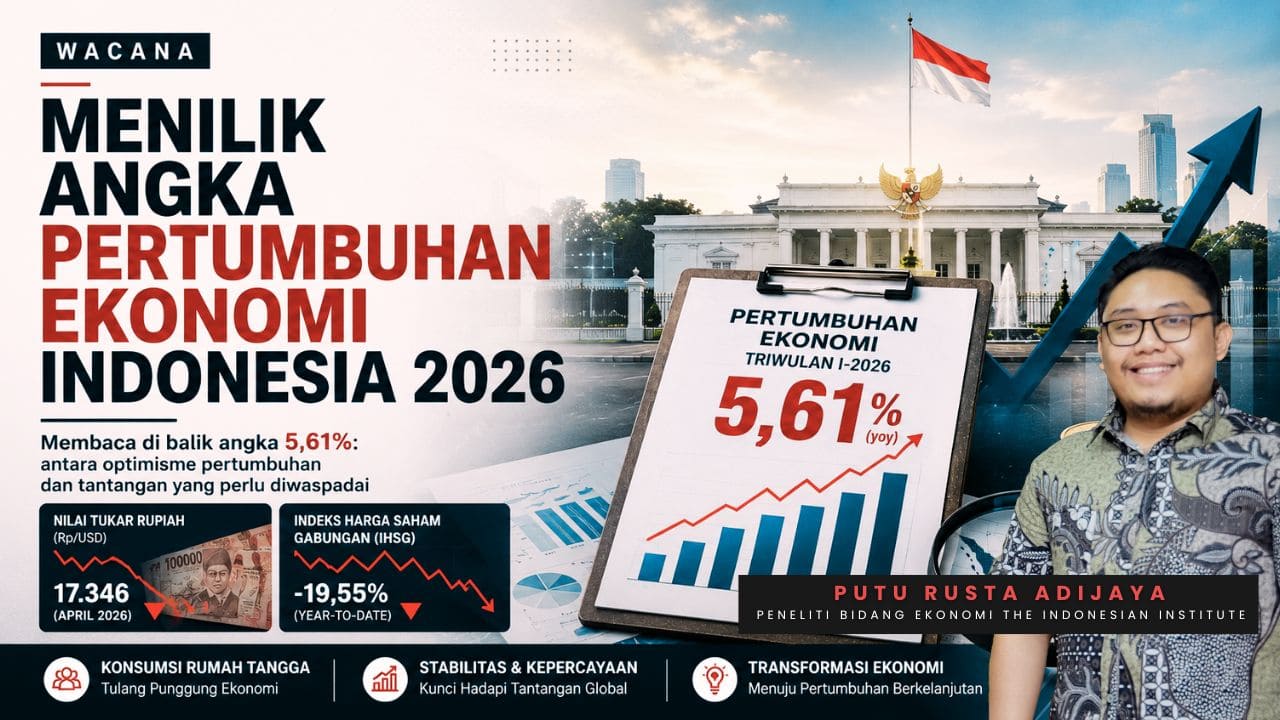 WACANA
MENILIK
ANGKA
PERTUMBUHAN
EKONOMI
INDONESIA 2026
Membaca di balik angka 5,61%:
antara optimisme pertumbuhan
dan tantangan yang perlu diwaspadai
NILAI TUKAR RUPIAH
(Rp/USD)
100000
17.346
(APRIL 2026)
INDEKS HARGA SAHAM
GABUNGAN (IHSG)
-19,55%
(YEAR-TO-DATE)
PERTUMBUHAN
EKONOMI
TRIWULAN I-2026
5,61%
(yoy)
PUTU RUSTA ADIJAYA
PENELITI BIDANG EKONOMI THE INDONESIAN INSTITUTE
KONSUMSI RUMAH TANGGA
Tulang Punggung Ekonomi
STABILITAS & KEPERCAYAAN
Kunci Hadapi Tantangan Global
TRANSFORMASI EKONOMI
Menuju Pertumbuhan Berkelanjutan